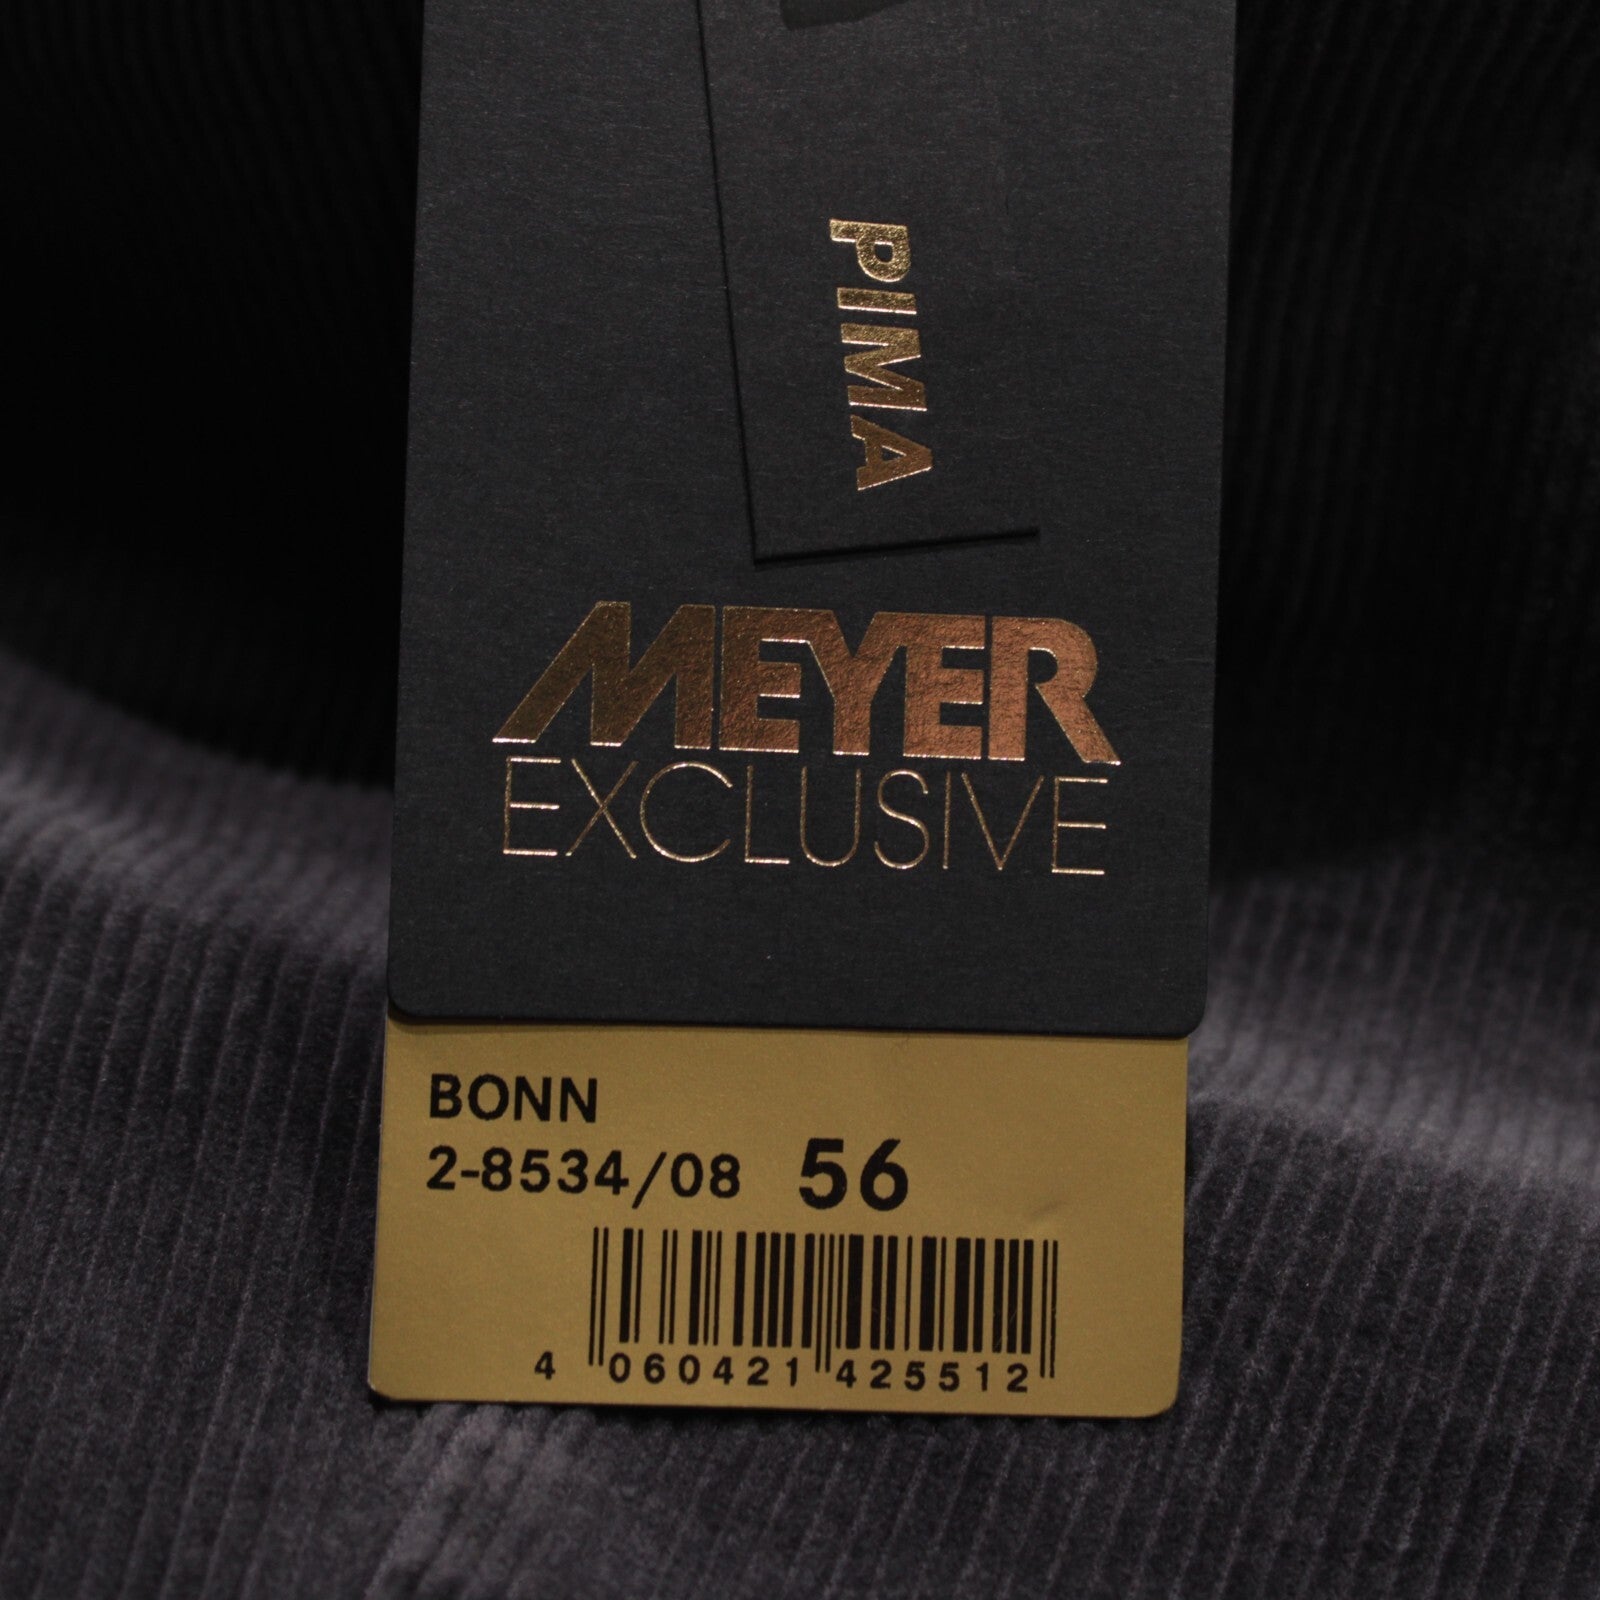 PIMA
MEYER
EXCLUSIVE
BONN
2-8534/08 56
4 060421 425512